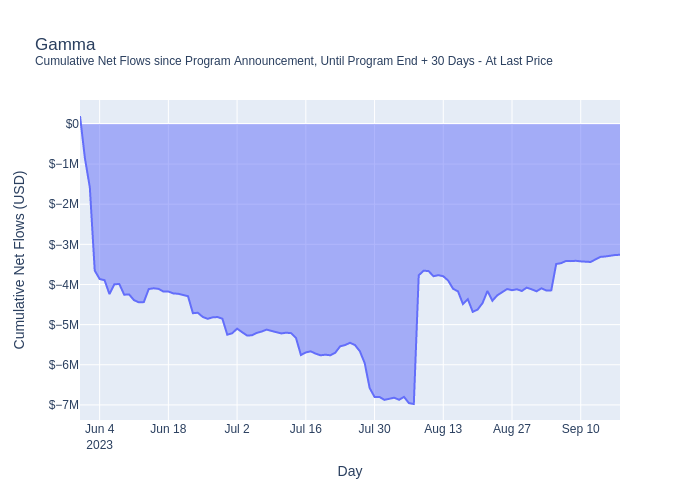 Gamma
Cumulative Net Flows since Program Announcement, Until Program End + 30 Days - At Last Price
Cumulative Net Flows (USD)
$0
$−1M
$−2M
$−3M
$−4M
$−5M
$−6M
$−7M
Jun 4 Jun 18 Jul 2 Jul 16 Jul 30 Aug 13 Aug 27 Sep 10
2023
Day